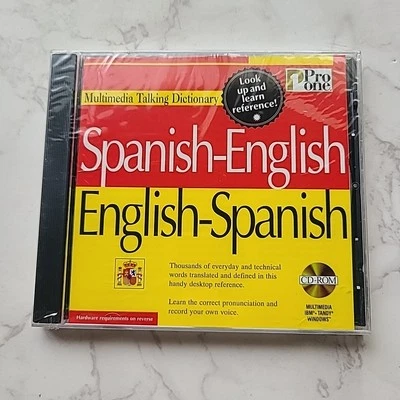 Pro
one
Look
up and
learn
reference!
Multimedia Talking Dictionary
Spanish-English
English-Spanish
Thousands of everyday and technical
words translated and defined in this
handy desktop reference.
Learn the correct pronunciation and
record your own voice.
CD-ROM
MULTIMEDIA
IBM®-TANDY®
WINDOWS™
Hardware requirements on reverse